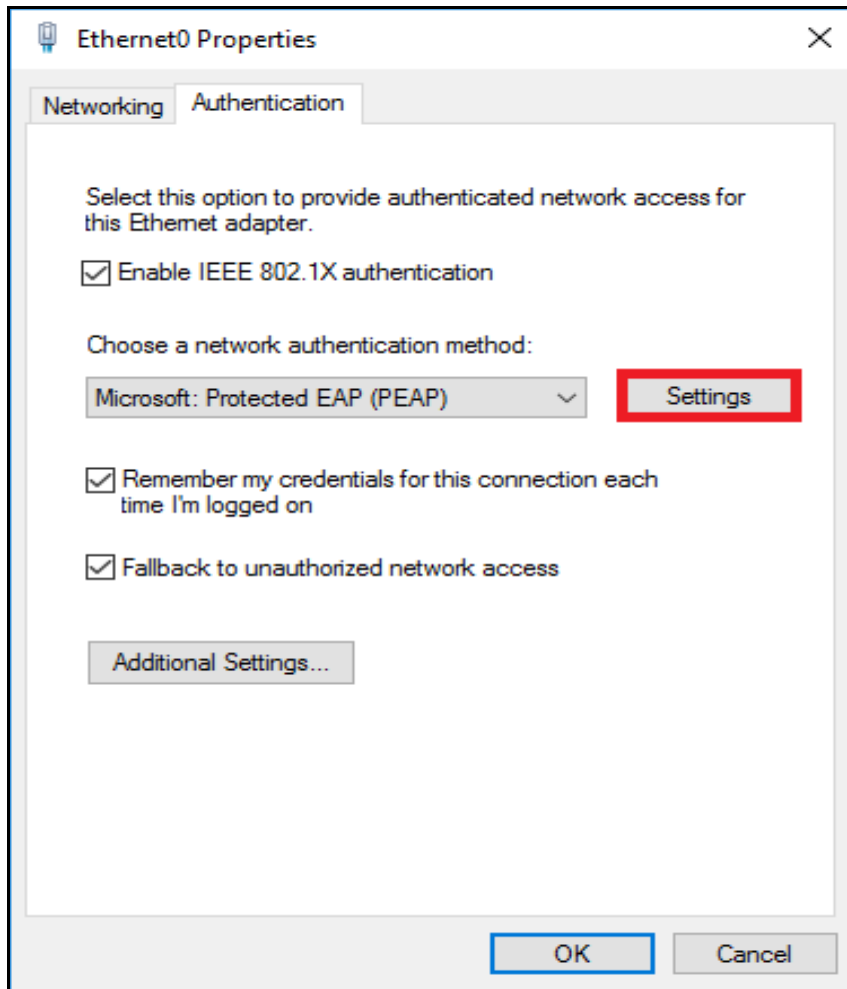 Ethernet0 Properties
Networking
Authentication
Select this option to provide authenticated network access for
this Ethernet adapter.
Enable IEEE 802.1X authentication
Choose a network authentication method:
Microsoft: Protected EAP (PEAP)
Settings
Remember my credentials for this connection each
time I'm logged on
Fallback to unauthorized network access
Additional Settings...
OK
Cancel